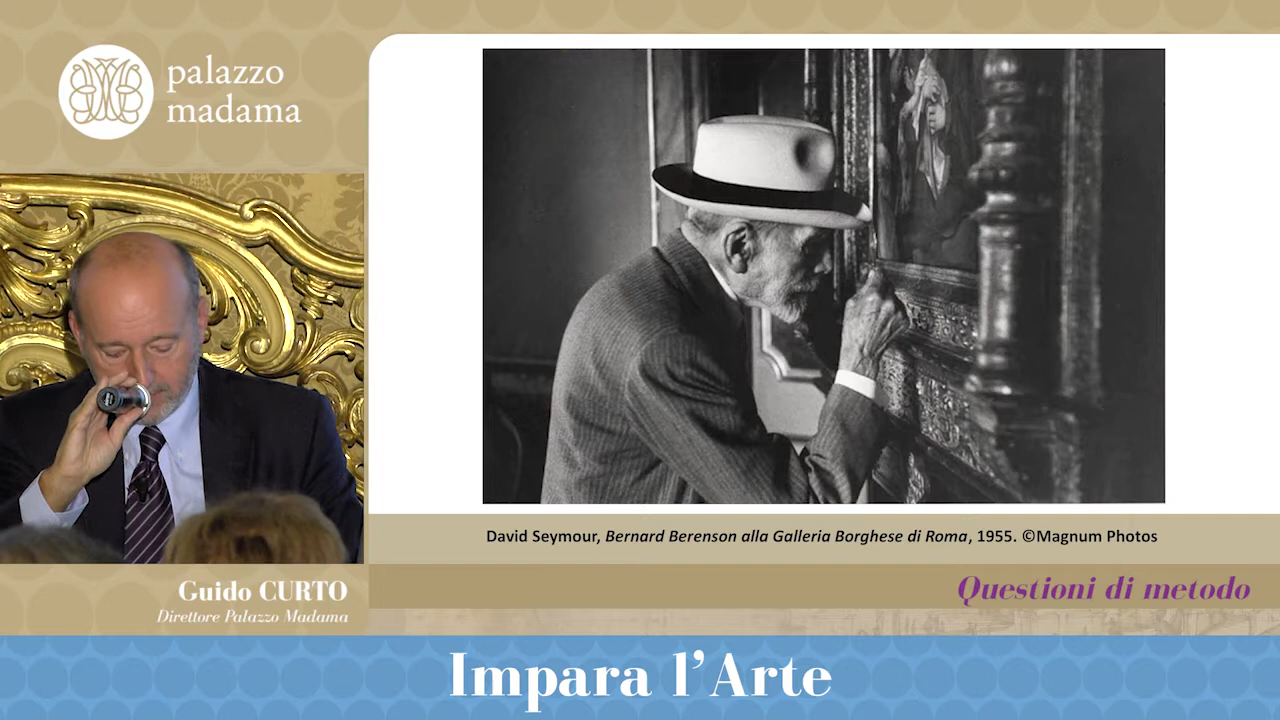 palazzo
madama
David Seymour, Bernard Berenson alla Galleria Borghese di Roma, 1955. ©Magnum Photos
Guido CURTO
Direttore Palazzo Madama
Questioni di metodo
Impara l’Arte